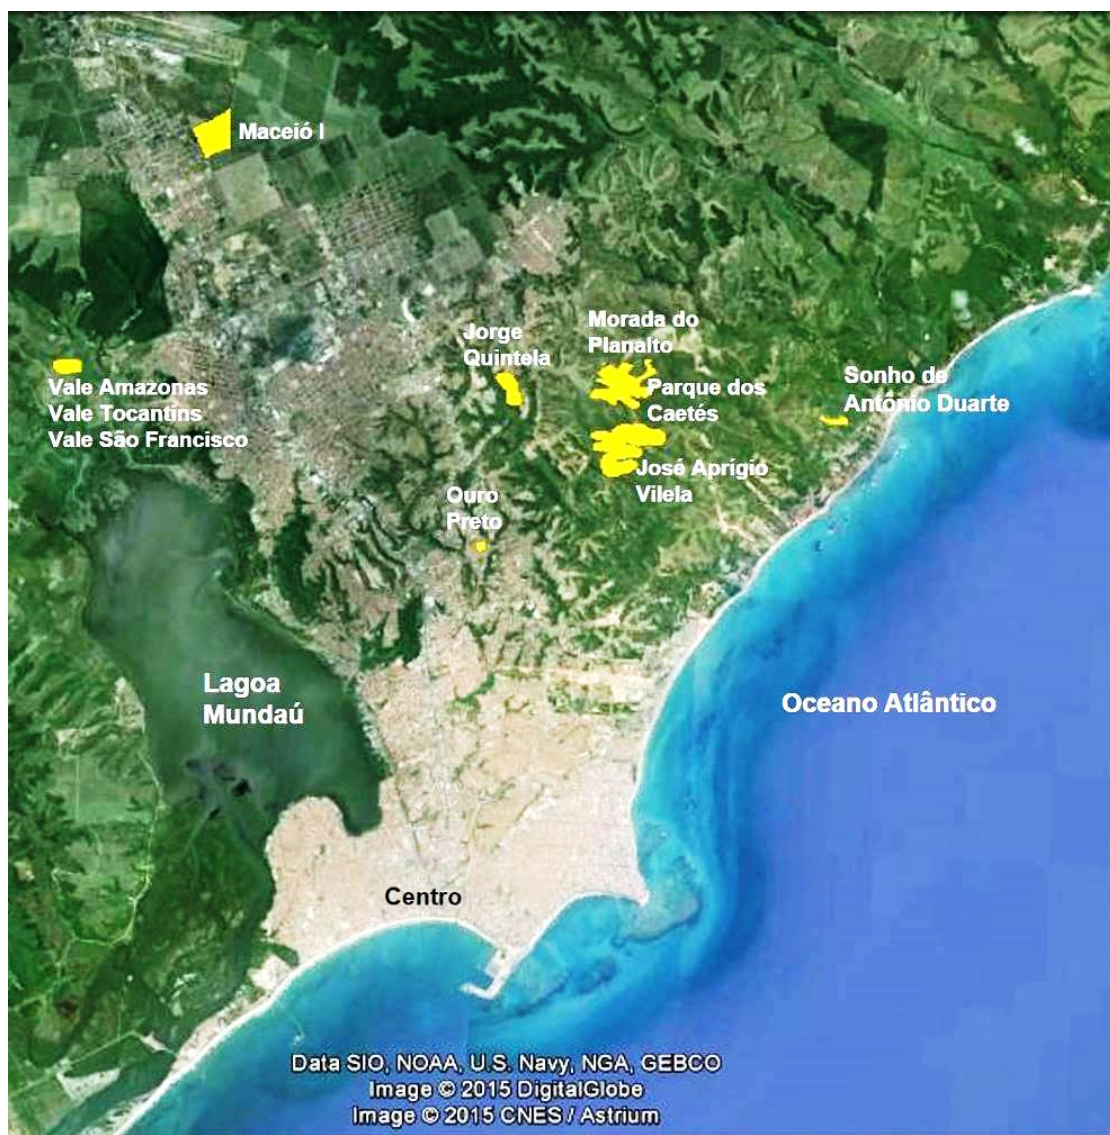 Maceió I
Morada do
Planalto
Jorge
Quintela
Vale Amazonas
Vale Tocantins
Vale São Francisco
Parque dos
Caetés
Sonho de
Antônio Duarte
José Aprígio
Vilela
Ouro
Preto
Lagoa
Mundaú
Oceano Atlântico
Centro
Data SIO, NOAA, U.S. Navy, NGA, GEBCO
Image © 2015 DigitalGlobe
Image © 2015 CNES / Astrium